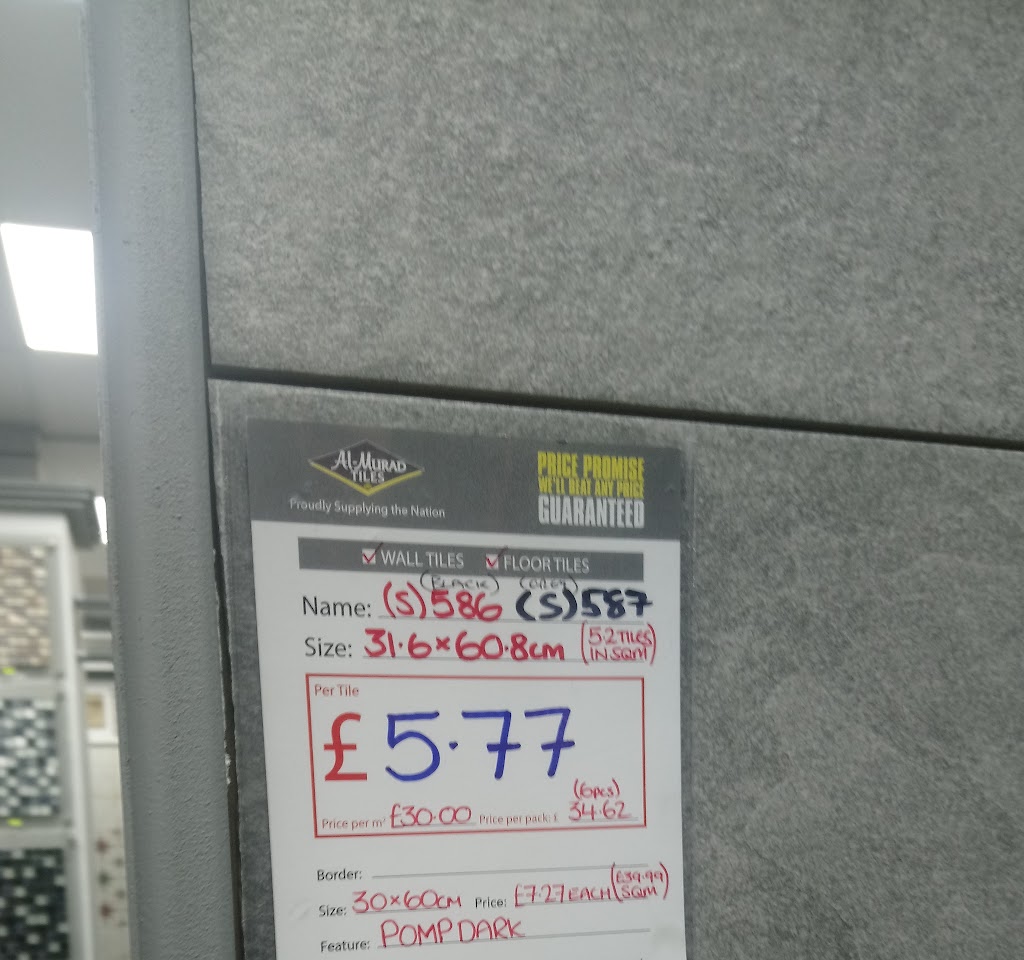 AL-MURAD
TILES
Proudly Supplying the Nation
PRICE PROMISE
WE'LL BEAT ANY PRICE
GUARANTEED
WALL TILES FLOOR TILES
(BLACK) (GREY)
Name: (S)586 (S)587
Size: 31.6×60.8cm (5.2 TILES IN SQM)
Per Tile
£5.77
(6pcs)
Price per m² £30.00 Price per pack: £ 34.62
Border:
Size: 30×60cm Price: £7.27 EACH (£39.99 SQM)
Feature: POMP DARK